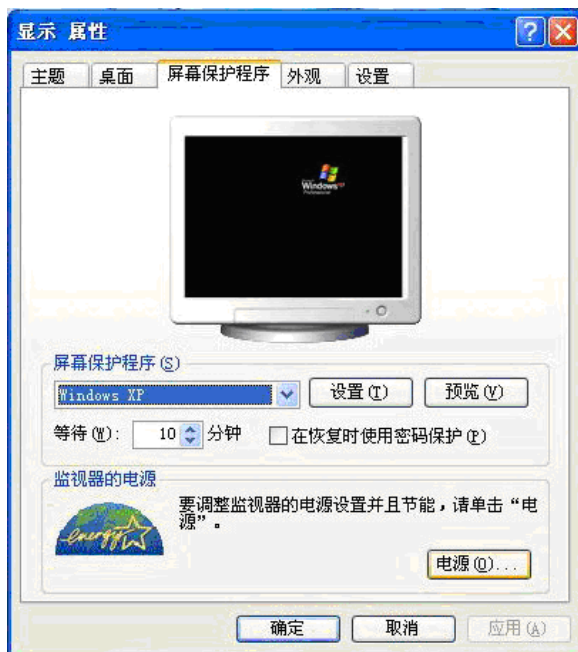 显示 属性
主题 桌面 屏幕保护程序 外观 设置
Windows xp
Professional
屏幕保护程序(S)
Windows XP 设置(T) 预览(V)
等待(W): 10 分钟 在恢复时使用密码保护(P)
监视器的电源
要调整监视器的电源设置并且节能，请单击“电
源”。
energy
电源(O)...
确定 取消 应用(A)